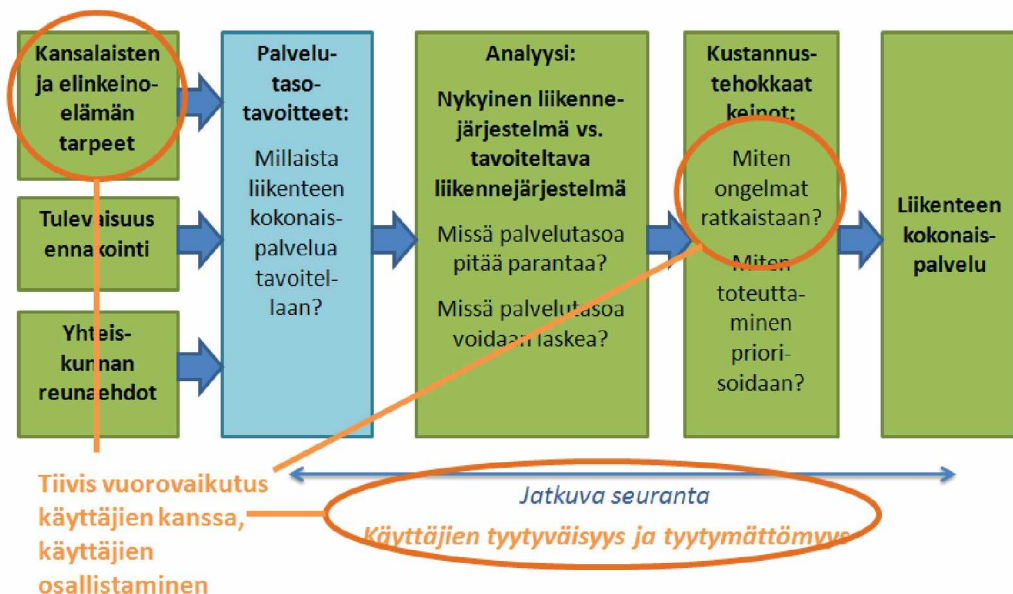 Kansalaisten
ja elinkeino-
elämän
tarpeet
Tulevaisuus
ennakointi
Yhteis-
kunnan
reunaehdot
Palvelu-
taso-
tavoitteet:
Millaista
liikenteen
kokonais-
palvelua
tavoitel-
laan?
Analyysi:
Nykyinen liikenne-
järjestelmä vs.
tavoiteltava
liikennejärjestelmä
Missä palvelutasoa
pitää parantaa?
Missä palvelutasoa
voidaan laskea?
Kustannus-
tehokkaat
keinot:
Miten
ongelmat
ratkaistaan?
Miten
toteutta-
minen
priori-
soidaan?
Liikenteen
kokonais-
palvelu
Tiivis vuorovaikutus
käyttäjien kanssa,
käyttäjien
osallistaminen
Jatkuva seuranta
Käyttäjien tyytyväisyys ja tyytymättömyys